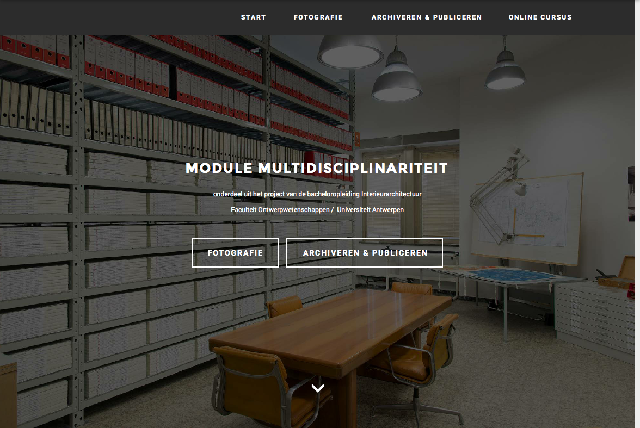 START FOTOGRAFIE ARCHIVEREN & PUBLICEREN ONLINE CURSUS
MODULE MULTIDISCIPLINARITEIT
onderdeel uit het project van de bacheloropleiding Interieurarchitectuur
Faculteit Ontwerpwetenschappen / Universiteit Antwerpen
FOTOGRAFIE ARCHIVEREN & PUBLICEREN